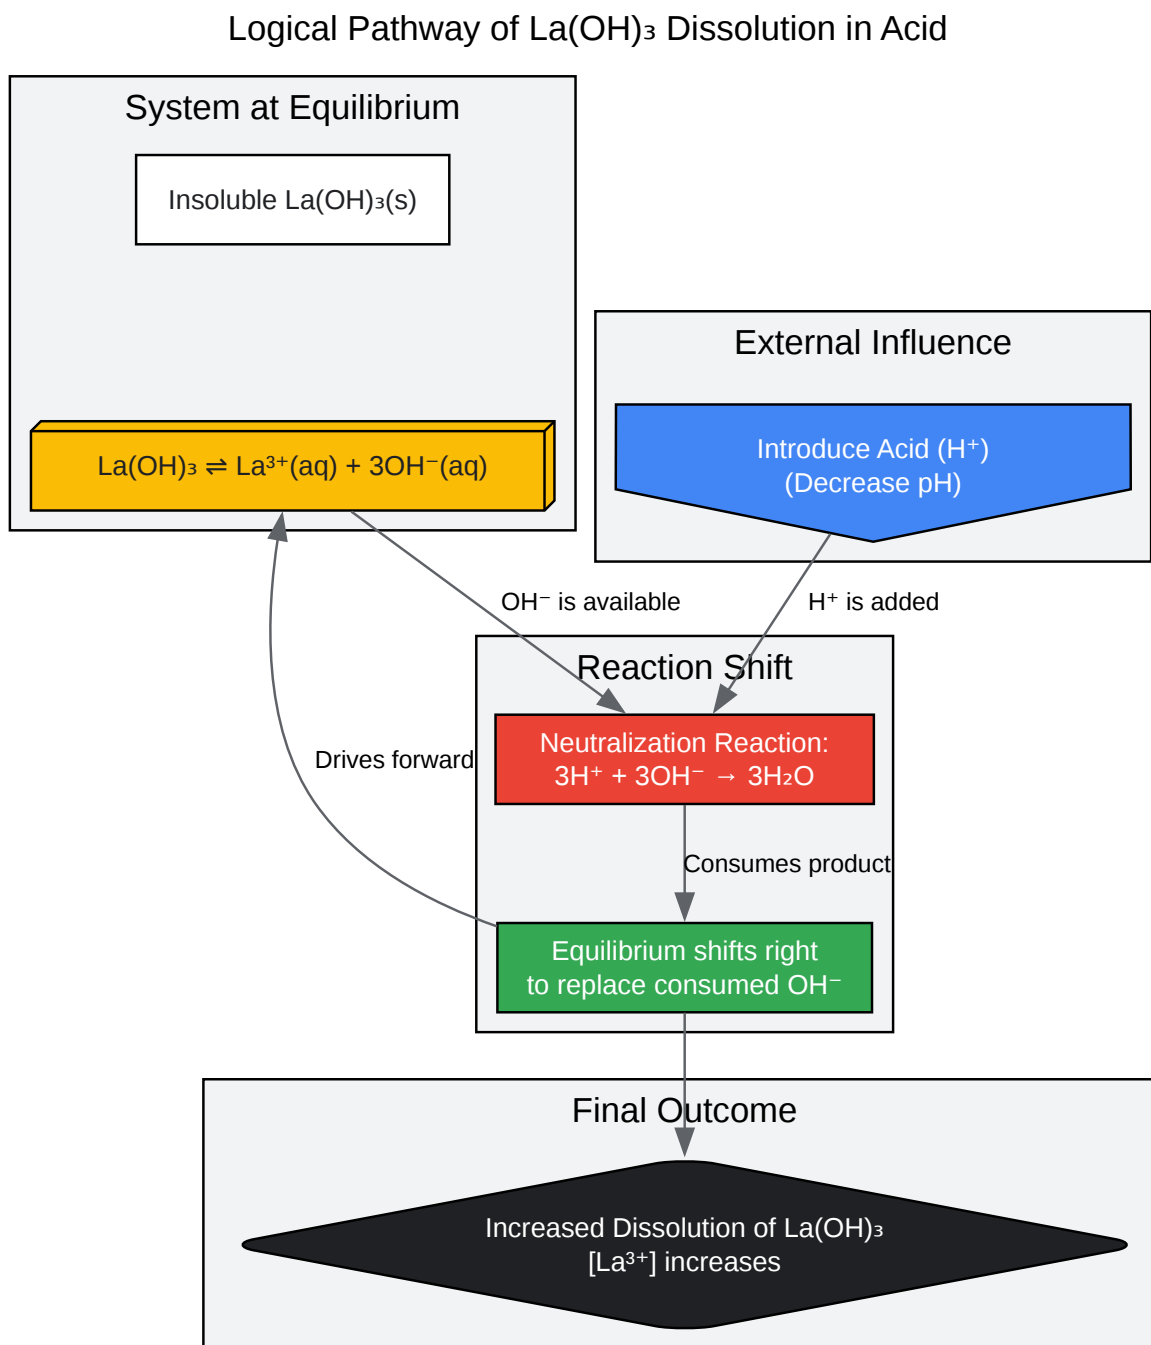 Logical Pathway of La(OH)₃ Dissolution in Acid
System at Equilibrium
Insoluble La(OH)₃(s)
La(OH)₃ ⇌ La³⁺(aq) + 3OH⁻(aq)
External Influence
Introduce Acid (H⁺)
(Decrease pH)
OH⁻ is available
H⁺ is added
Reaction Shift
Neutralization Reaction:
3H⁺ + 3OH⁻ → 3H₂O
Drives forward
Consumes product
Equilibrium shifts right
to replace consumed OH⁻
Final Outcome
Increased Dissolution of La(OH)₃
[La³⁺] increases